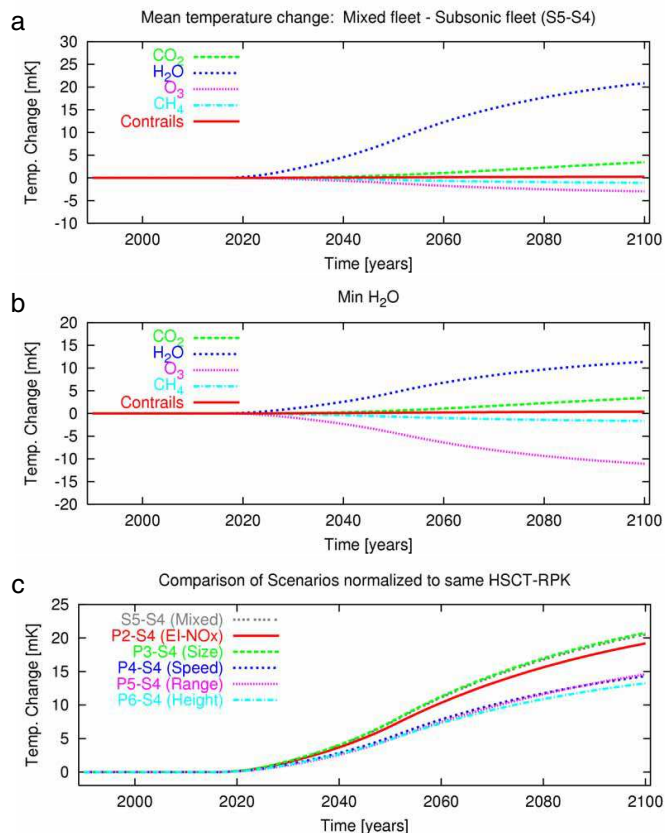 a
Mean temperature change: Mixed fleet - Subsonic fleet (S5-S4)
Temp. Change [mK]
30
25
20
15
10
5
0
-5
-10
CO2
H2O
O3
CH4
Contrails
2000
2020
2040
2060
2080
2100
Time [years]
b
Min H2O
Temp. Change [mK]
20
15
10
5
0
-5
-10
-15
-20
CO2
H2O
O3
CH4
Contrails
2000
2020
2040
2060
2080
2100
Time [years]
c
Comparison of Scenarios normalized to same HSCT-RPK
Temp. Change [mK]
25
20
15
10
5
0
S5-S4 (Mixed)
P2-S4 (EI-NOx)
P3-S4 (Size)
P4-S4 (Speed)
P5-S4 (Range)
P6-S4 (Height)
2000
2020
2040
2060
2080
2100
Time [years]